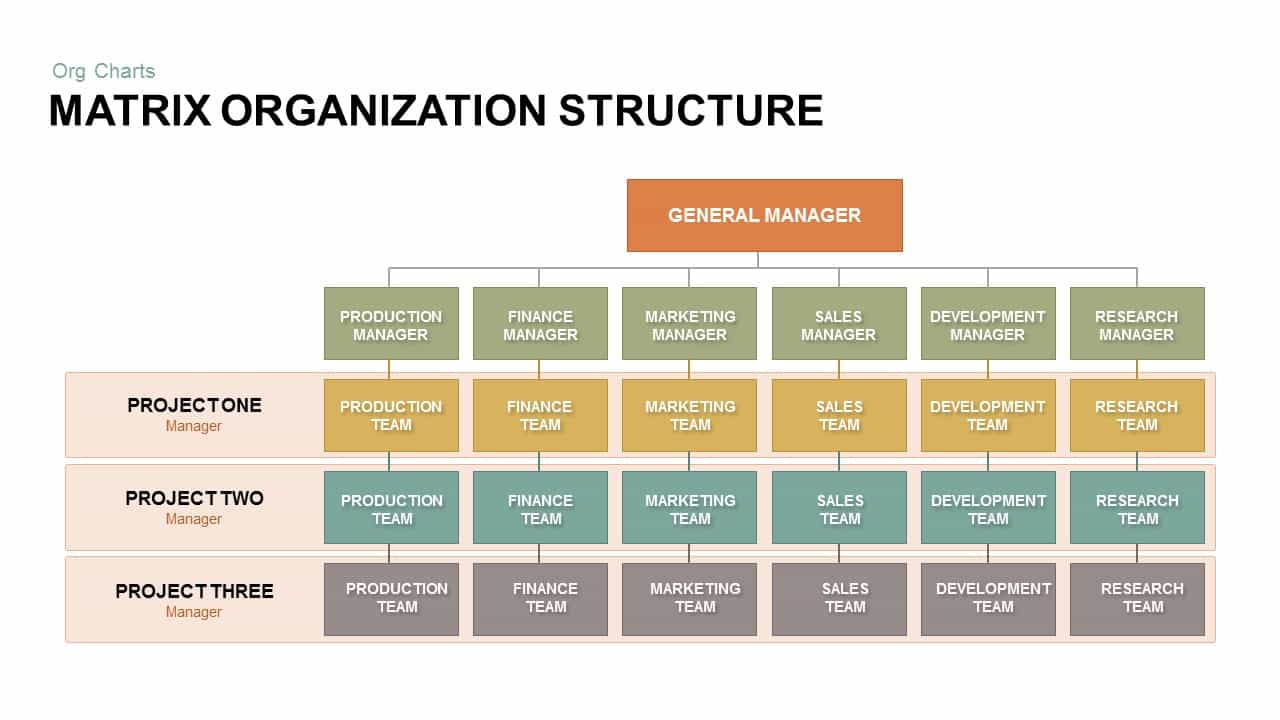 Org Charts
MATRIX ORGANIZATION STRUCTURE
GENERAL MANAGER
PRODUCTION
MANAGER
FINANCE
MANAGER
MARKETING
MANAGER
SALES
MANAGER
DEVELOPMENT
MANAGER
RESEARCH
MANAGER
PROJECT ONE
Manager
PRODUCTION
TEAM
FINANCE
TEAM
MARKETING
TEAM
SALES
TEAM
DEVELOPMENT
TEAM
RESEARCH
TEAM
PROJECT TWO
Manager
PRODUCTION
TEAM
FINANCE
TEAM
MARKETING
TEAM
SALES
TEAM
DEVELOPMENT
TEAM
RESEARCH
TEAM
PROJECT THREE
Manager
PRODUCTION
TEAM
FINANCE
TEAM
MARKETING
TEAM
SALES
TEAM
DEVELOPMENT
TEAM
RESEARCH
TEAM